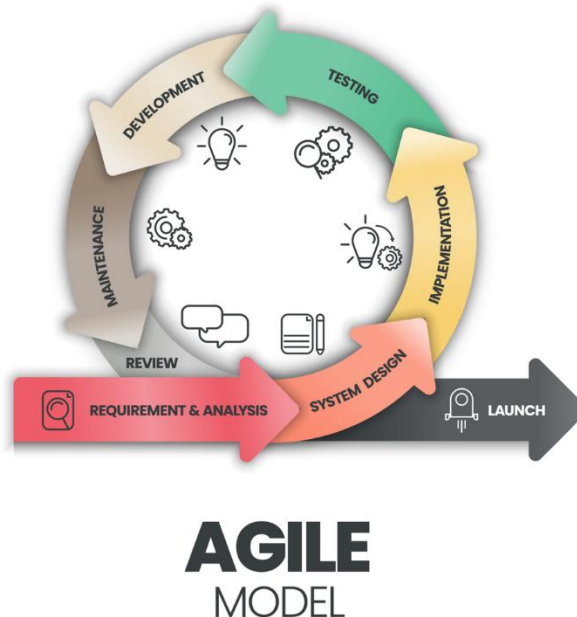 REQUIREMENT & ANALYSIS
SYSTEM DESIGN
IMPLEMENTATION
TESTING
DEVELOPMENT
MAINTENANCE
REVIEW
LAUNCH
AGILE
MODEL